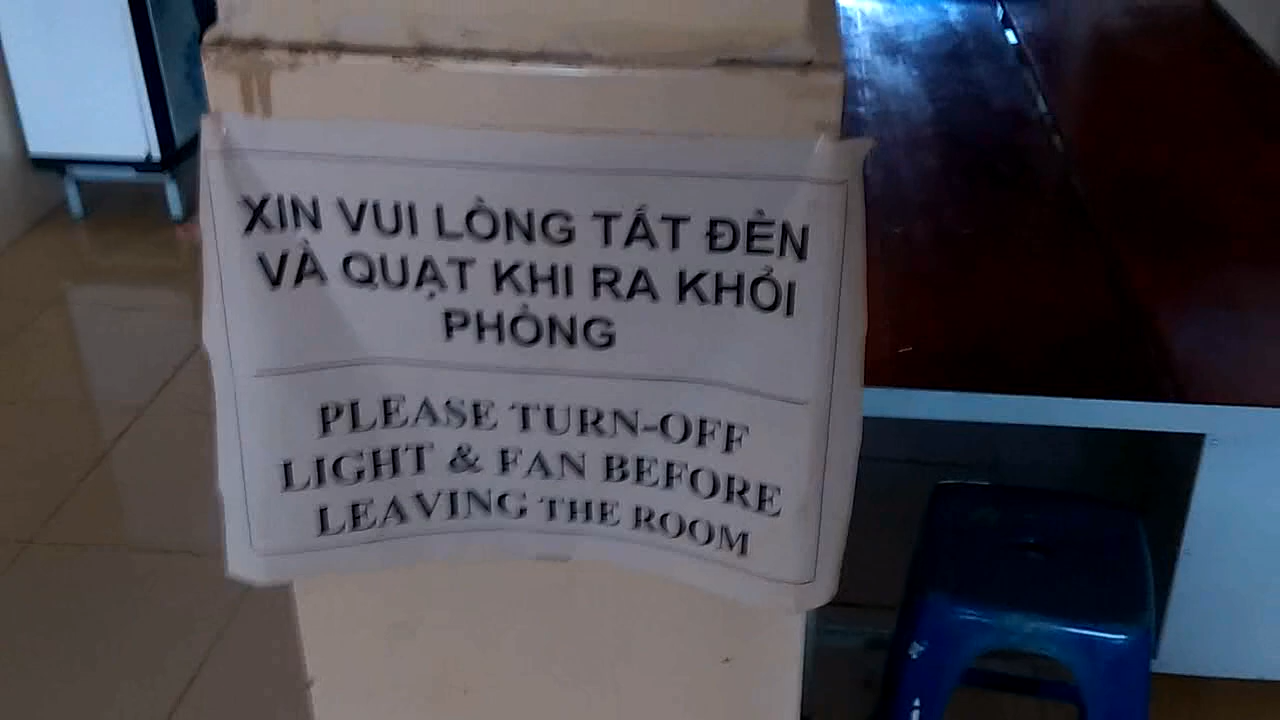 XIN VUI LÒNG TẮT ĐÈN
VÀ QUẠT KHI RA KHỎI
PHÒNG
PLEASE TURN-OFF
LIGHT & FAN BEFORE
LEAVING THE ROOM